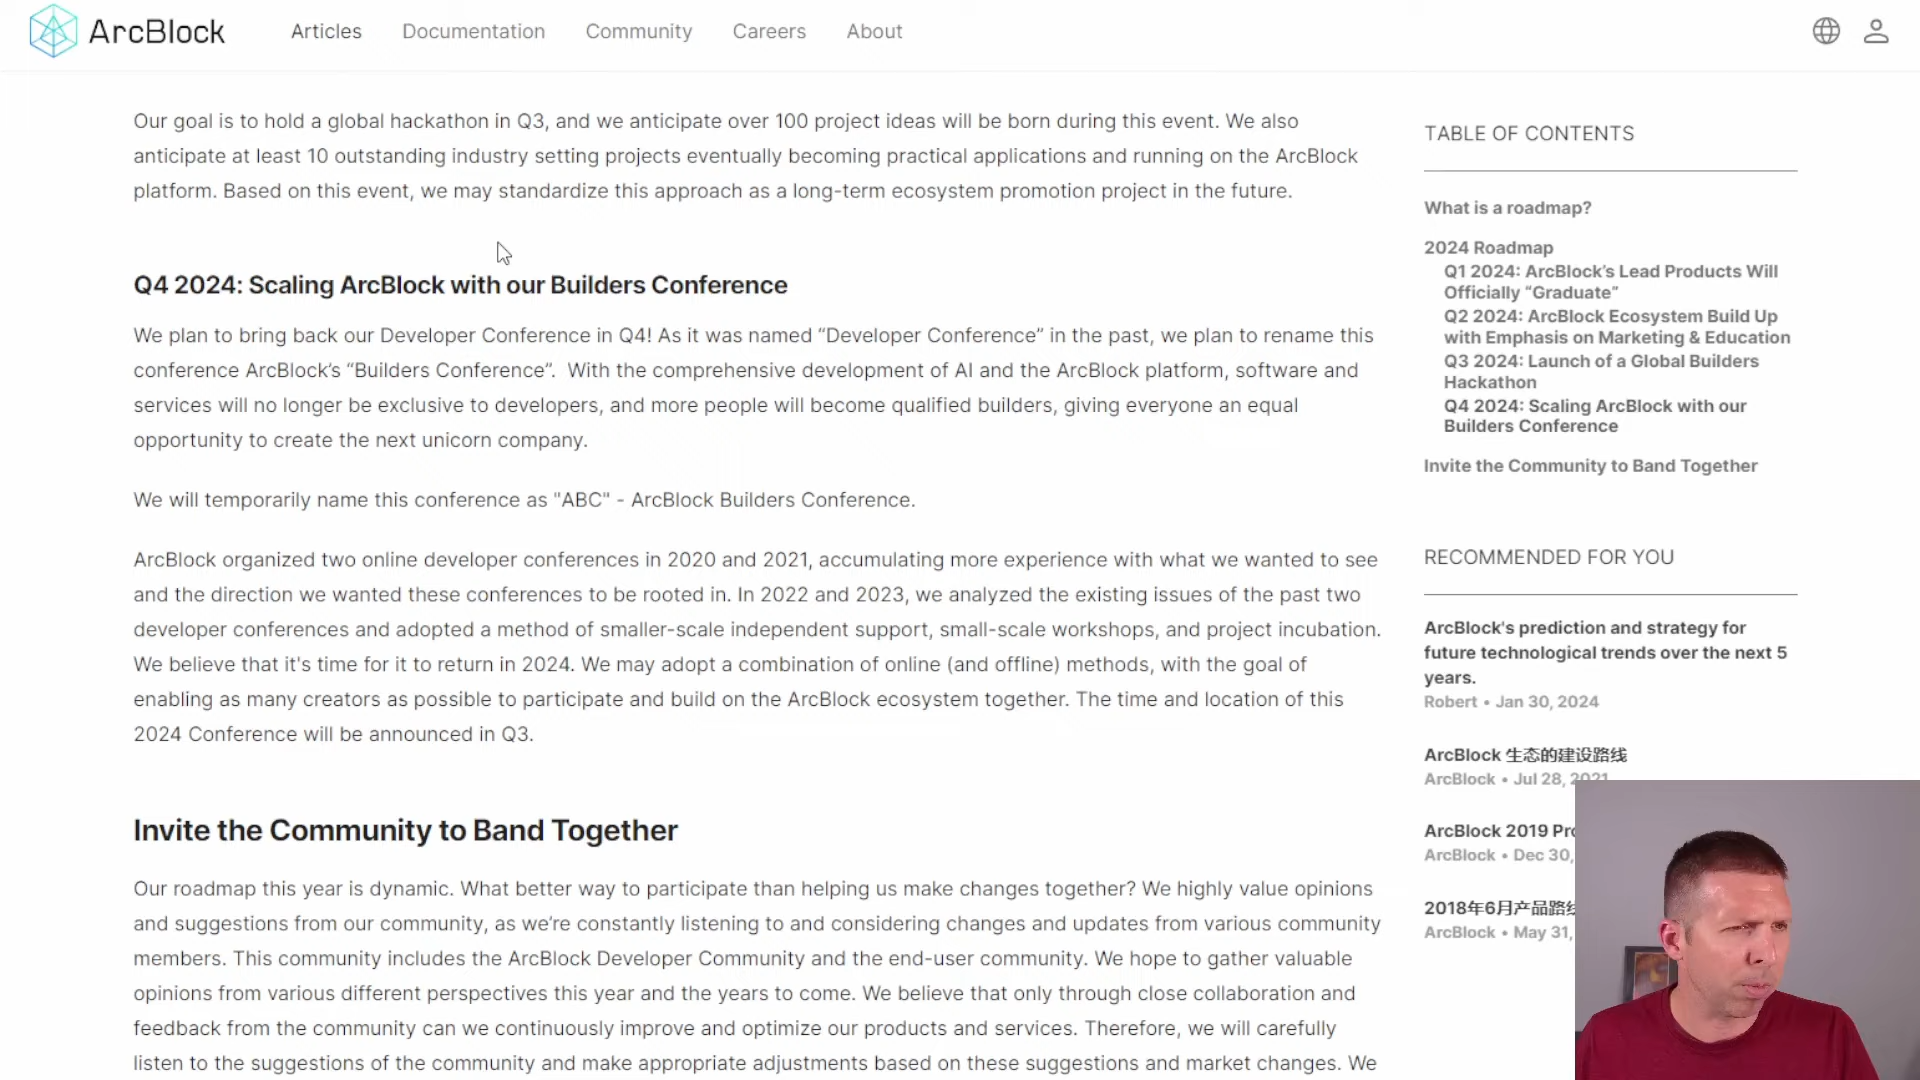 ArcBlock
Articles
Documentation
Community
Careers
About
Our goal is to hold a global hackathon in Q3, and we anticipate over 100 project ideas will be born during this event. We also
anticipate at least 10 outstanding industry setting projects eventually becoming practical applications and running on the ArcBlock
platform. Based on this event, we may standardize this approach as a long-term ecosystem promotion project in the future.
Q4 2024: Scaling ArcBlock with our Builders Conference
We plan to bring back our Developer Conference in Q4! As it was named “Developer Conference” in the past, we plan to rename this
conference ArcBlock’s “Builders Conference”.  With the comprehensive development of AI and the ArcBlock platform, software and
services will no longer be exclusive to developers, and more people will become qualified builders, giving everyone an equal
opportunity to create the next unicorn company.
We will temporarily name this conference as "ABC" - ArcBlock Builders Conference.
ArcBlock organized two online developer conferences in 2020 and 2021, accumulating more experience with what we wanted to see
and the direction we wanted these conferences to be rooted in. In 2022 and 2023, we analyzed the existing issues of the past two
developer conferences and adopted a method of smaller-scale independent support, small-scale workshops, and project incubation.
We believe that it's time for it to return in 2024. We may adopt a combination of online (and offline) methods, with the goal of
enabling as many creators as possible to participate and build on the ArcBlock ecosystem together. The time and location of this
2024 Conference will be announced in Q3.
Invite the Community to Band Together
Our roadmap this year is dynamic. What better way to participate than helping us make changes together? We highly value opinions
and suggestions from our community, as we’re constantly listening to and considering changes and updates from various community
members. This community includes the ArcBlock Developer Community and the end-user community. We hope to gather valuable
opinions from various different perspectives this year and the years to come. We believe that only through close collaboration and
feedback from the community can we continuously improve and optimize our products and services. Therefore, we will carefully
listen to the suggestions of the community and make appropriate adjustments based on these suggestions and market changes. We
TABLE OF CONTENTS
What is a roadmap?
2024 Roadmap
Q1 2024: ArcBlock’s Lead Products Will
Officially “Graduate”
Q2 2024: ArcBlock Ecosystem Build Up
with Emphasis on Marketing & Education
Q3 2024: Launch of a Global Builders
Hackathon
Q4 2024: Scaling ArcBlock with our
Builders Conference
Invite the Community to Band Together
RECOMMENDED FOR YOU
ArcBlock's prediction and strategy for
future technological trends over the next 5
years.
Robert • Jan 30, 2024
ArcBlock 生态的建设路线
ArcBlock • Jul 28, 2021
ArcBlock 2019 Pro
ArcBlock • Dec 30,
2018年6月产品路线
ArcBlock • May 31,